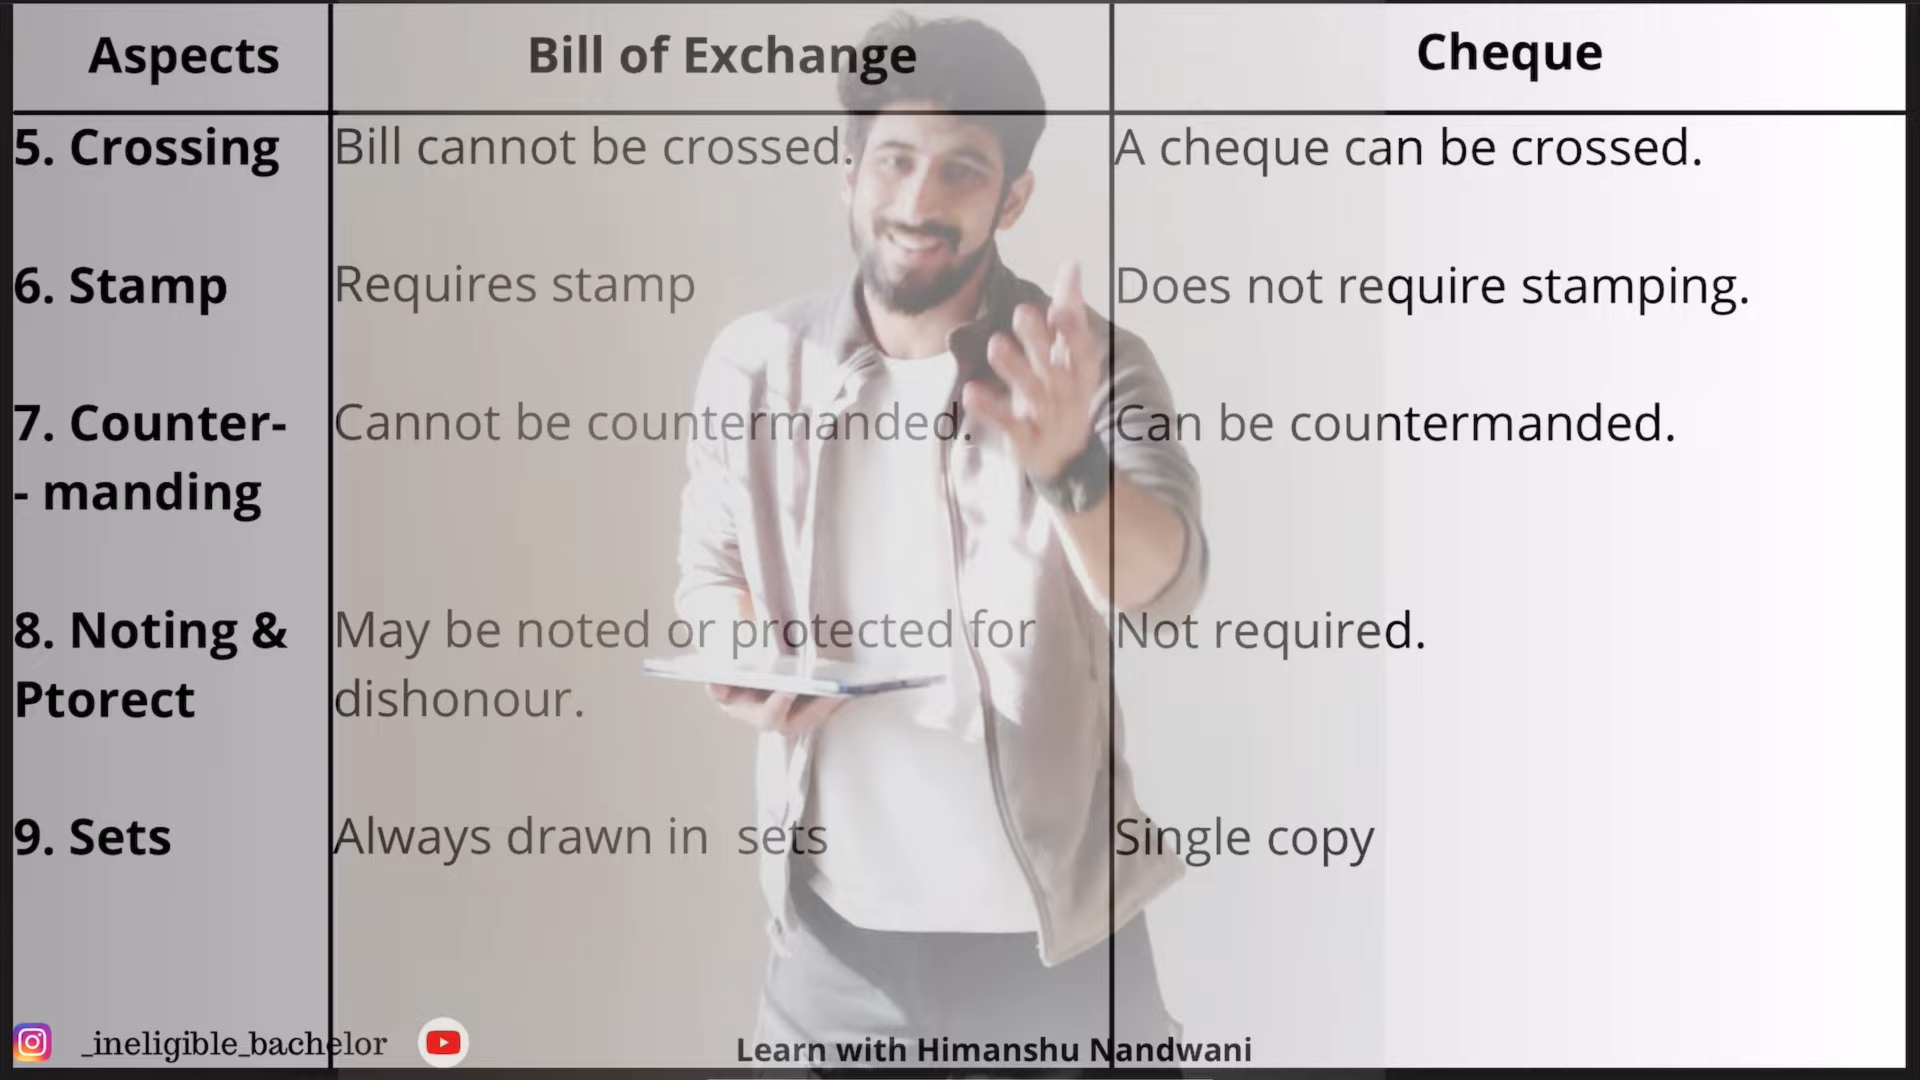 Aspects Bill of Exchange Cheque
5. Crossing Bill cannot be crossed. A cheque can be crossed.
6. Stamp Requires stamp Does not require stamping.
7. Counter- Cannot be countermanded. Can be countermanded.
- manding
8. Noting & May be noted or protected for Not required.
Ptorect dishonour.
9. Sets Always drawn in sets Single copy
_ineligible_bachelor Learn with Himanshu Nandwani